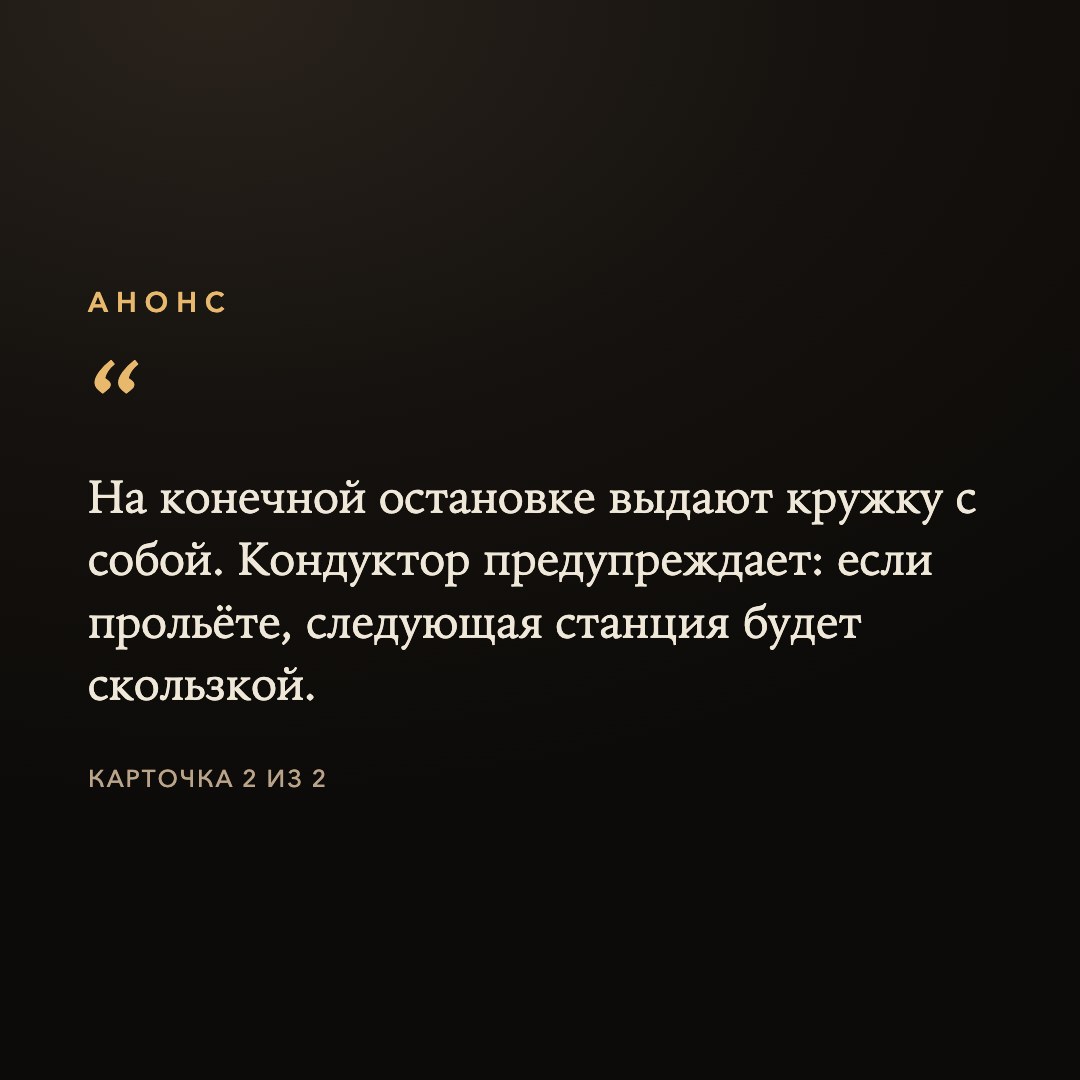 АНОНС
“
На конечной остановке выдают кружку с
собой. Кондуктор предупреждает: если
прольёте, следующая станция будет
скользкой.
КАРТОЧКА 2 ИЗ 2